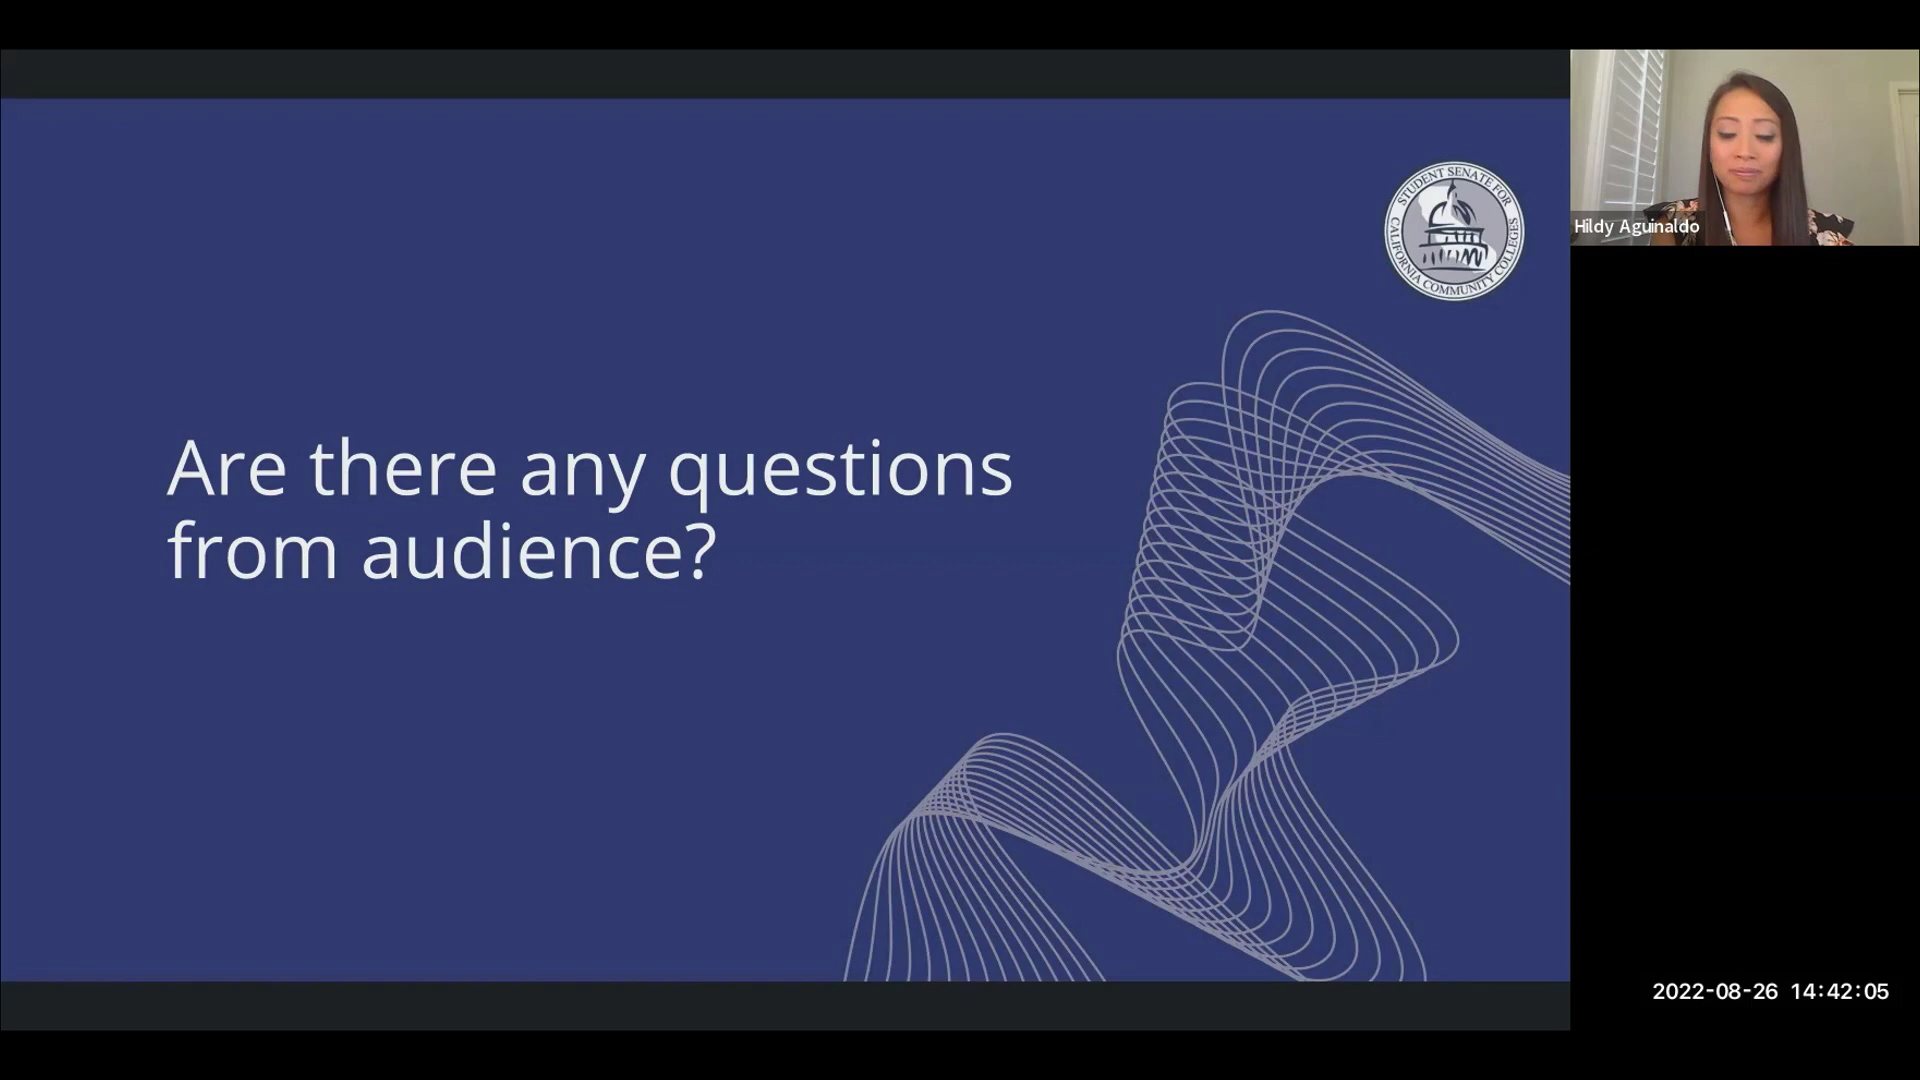 STUDENT SENATE FOR
CALIFORNIA COMMUNITY COLLEGES
Hildy Aguinaldo
Are there any questions
from audience?
2022-08-26 14:42:05